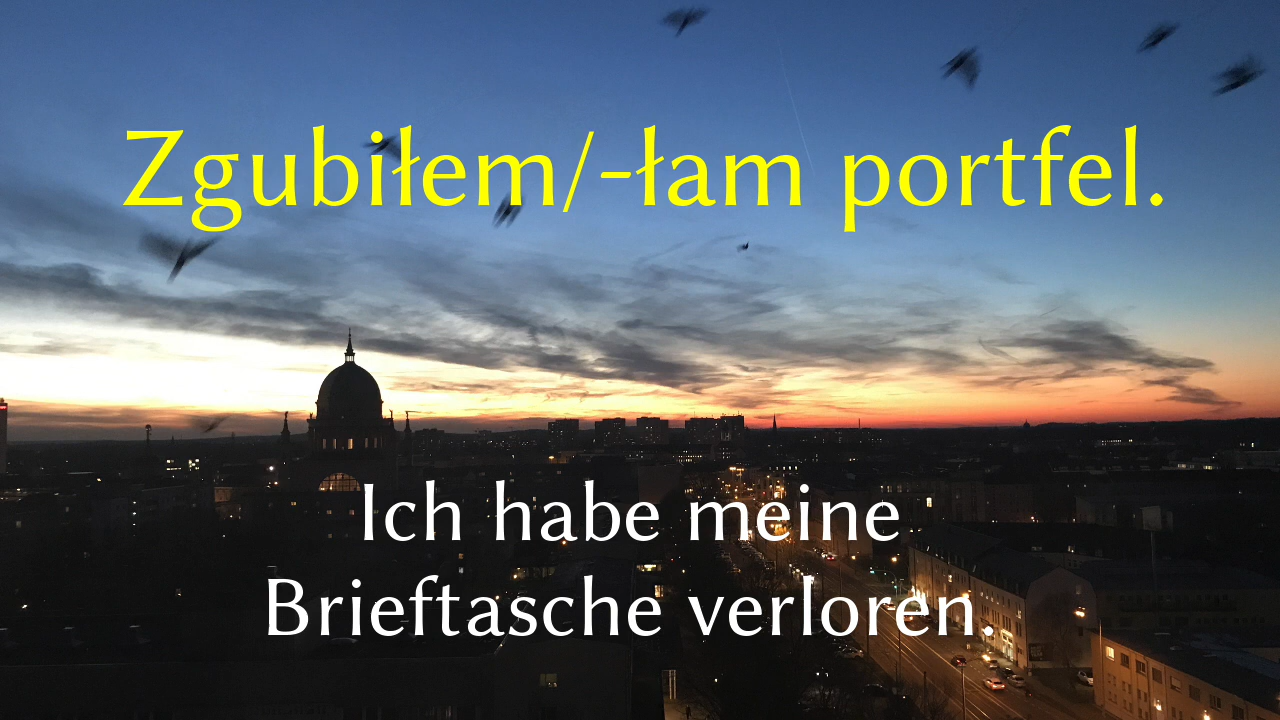 Zgubiłem/-łam portfel.
Ich habe meine
Brieftasche verloren.